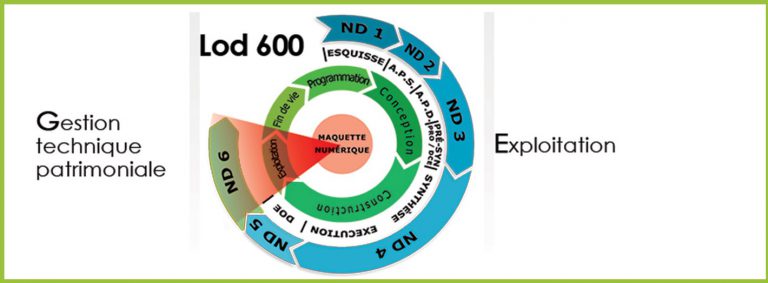 Lod 600
ND 1
ND 2
ND 3
ND 4
ND 5
ND 6
|ESQUISSE|A.P.S.|A.P.D.|PRÉ-SYN|
PRO / DCE|
SYNTHÈSE
EXECUTION | DOE |
Programmation
Conception
Construction
Exploitation
Fin de vie
MAQUETTE
NUMÉRIQUE
Gestion
technique
patrimoniale
Exploitation